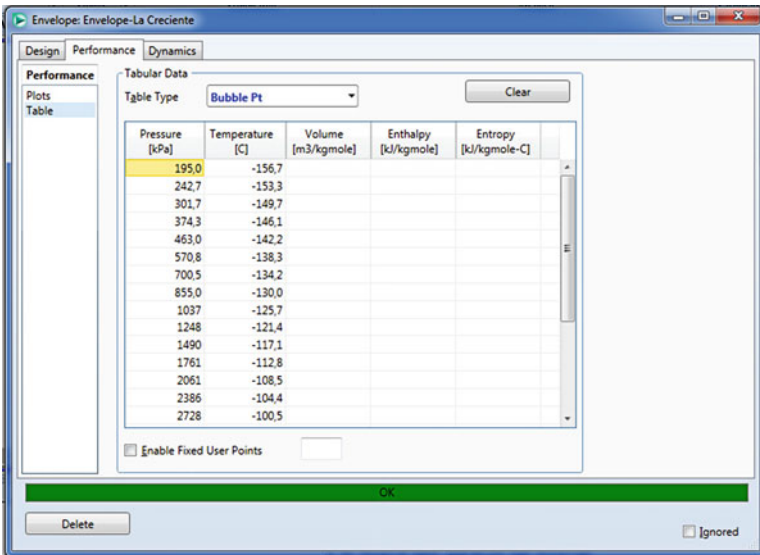 Envelope: Envelope-La Creciente
Design Performance Dynamics
Performance
Plots
Table
Tabular Data
Table Type Bubble Pt Clear
Pressure Temperature Volume Enthalpy Entropy
[kPa] [C] [m3/kgmole] [kJ/kgmole] [kJ/kgmole-C]
195,0 -156,7
242,7 -153,3
301,7 -149,7
374,3 -146,1
463,0 -142,2
570,8 -138,3
700,5 -134,2
855,0 -130,0
1037 -125,7
1248 -121,4
1490 -117,1
1761 -112,8
2061 -108,5
2386 -104,4
2728 -100,5
Enable Fixed User Points
OK
Delete Ignored